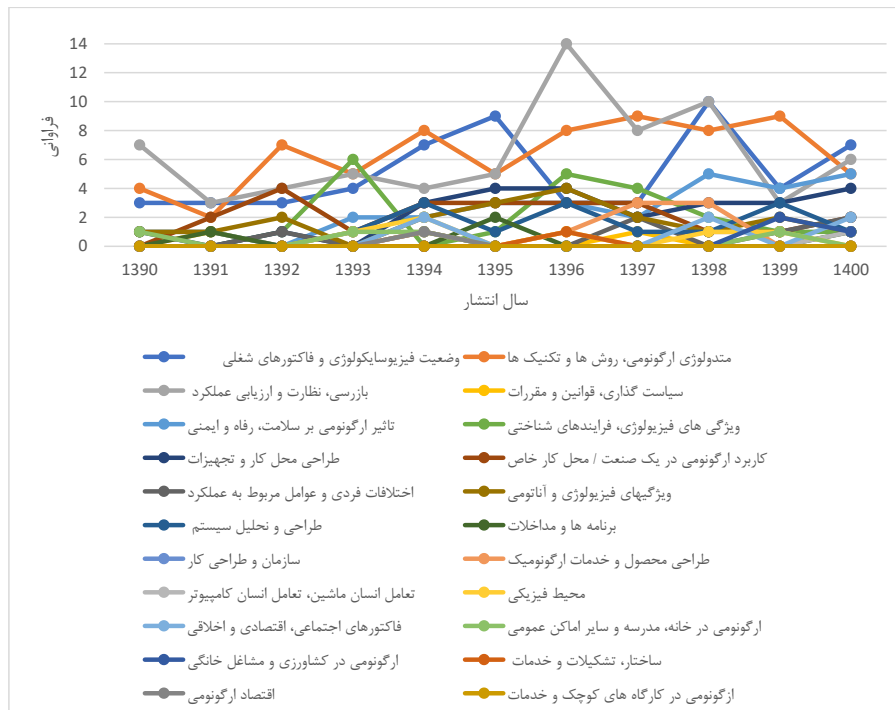 14
12
10
8
6
4
2
0
فراوانی
1390 1391 1392 1393 1394 1395 1396 1397 1398 1399 1400
سال انتشار
متدولوژی ارگونومی، روش ها و تکنیک ها
وضعیت فیزیوسایکولوژی و فاکتورهای شغلی
سیاست گذاری، قوانین و مقررات
بازرسی، نظارت و ارزیابی عملکرد
ویژگی های فیزیولوژی، فرایندهای شناختی
تاثیر ارگونومی بر سلامت، رفاه و ایمنی
کاربرد ارگونومی در یک صنعت / محل کار خاص
طراحی محل کار و تجهیزات
ویژگیهای فیزیولوژی و آناتومی
اختلافات فردی و عوامل مربوط به عملکرد
برنامه ها و مداخلات
طراحی و نحلیل سیستم
طراحی محصول و خدمات ارگونومیک
سازمان و طراحی کار
محیط فیزیکی
تعامل انسان ماشین، تعامل انسان کامپیوتر
ارگونومی در خانه، مدرسه و سایر اماکن عمومی
فاکتورهای اجتماعی، اقتصادی و اخلاقی
ساختار، تشکیلات و خدمات
ارگونومی در کشاورزی و مشاغل خانگی
ازگونومی در کارگاه های کوچک و خدمات
اقتصاد ارگونومی